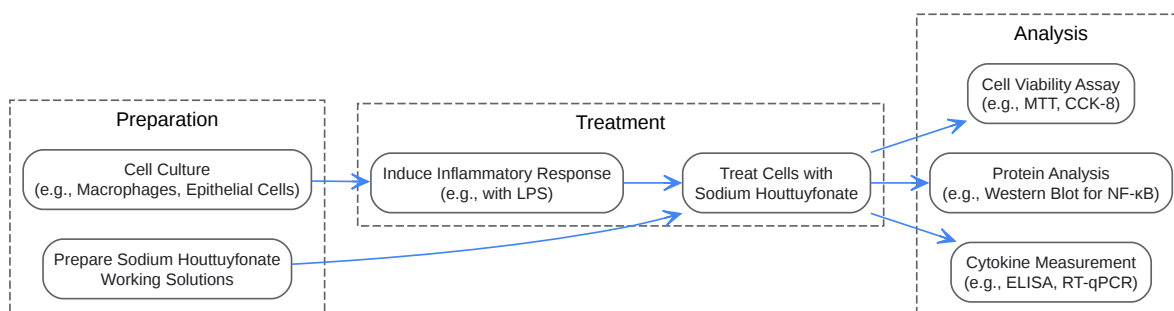 Preparation
Cell Culture
(e.g., Macrophages, Epithelial Cells)
Prepare Sodium Houttuyfonate
Working Solutions
Treatment
Induce Inflammatory Response
(e.g., with LPS)
Treat Cells with
Sodium Houttuyfonate
Analysis
Cell Viability Assay
(e.g., MTT, CCK-8)
Protein Analysis
(e.g., Western Blot for NF-κB)
Cytokine Measurement
(e.g., ELISA, RT-qPCR)